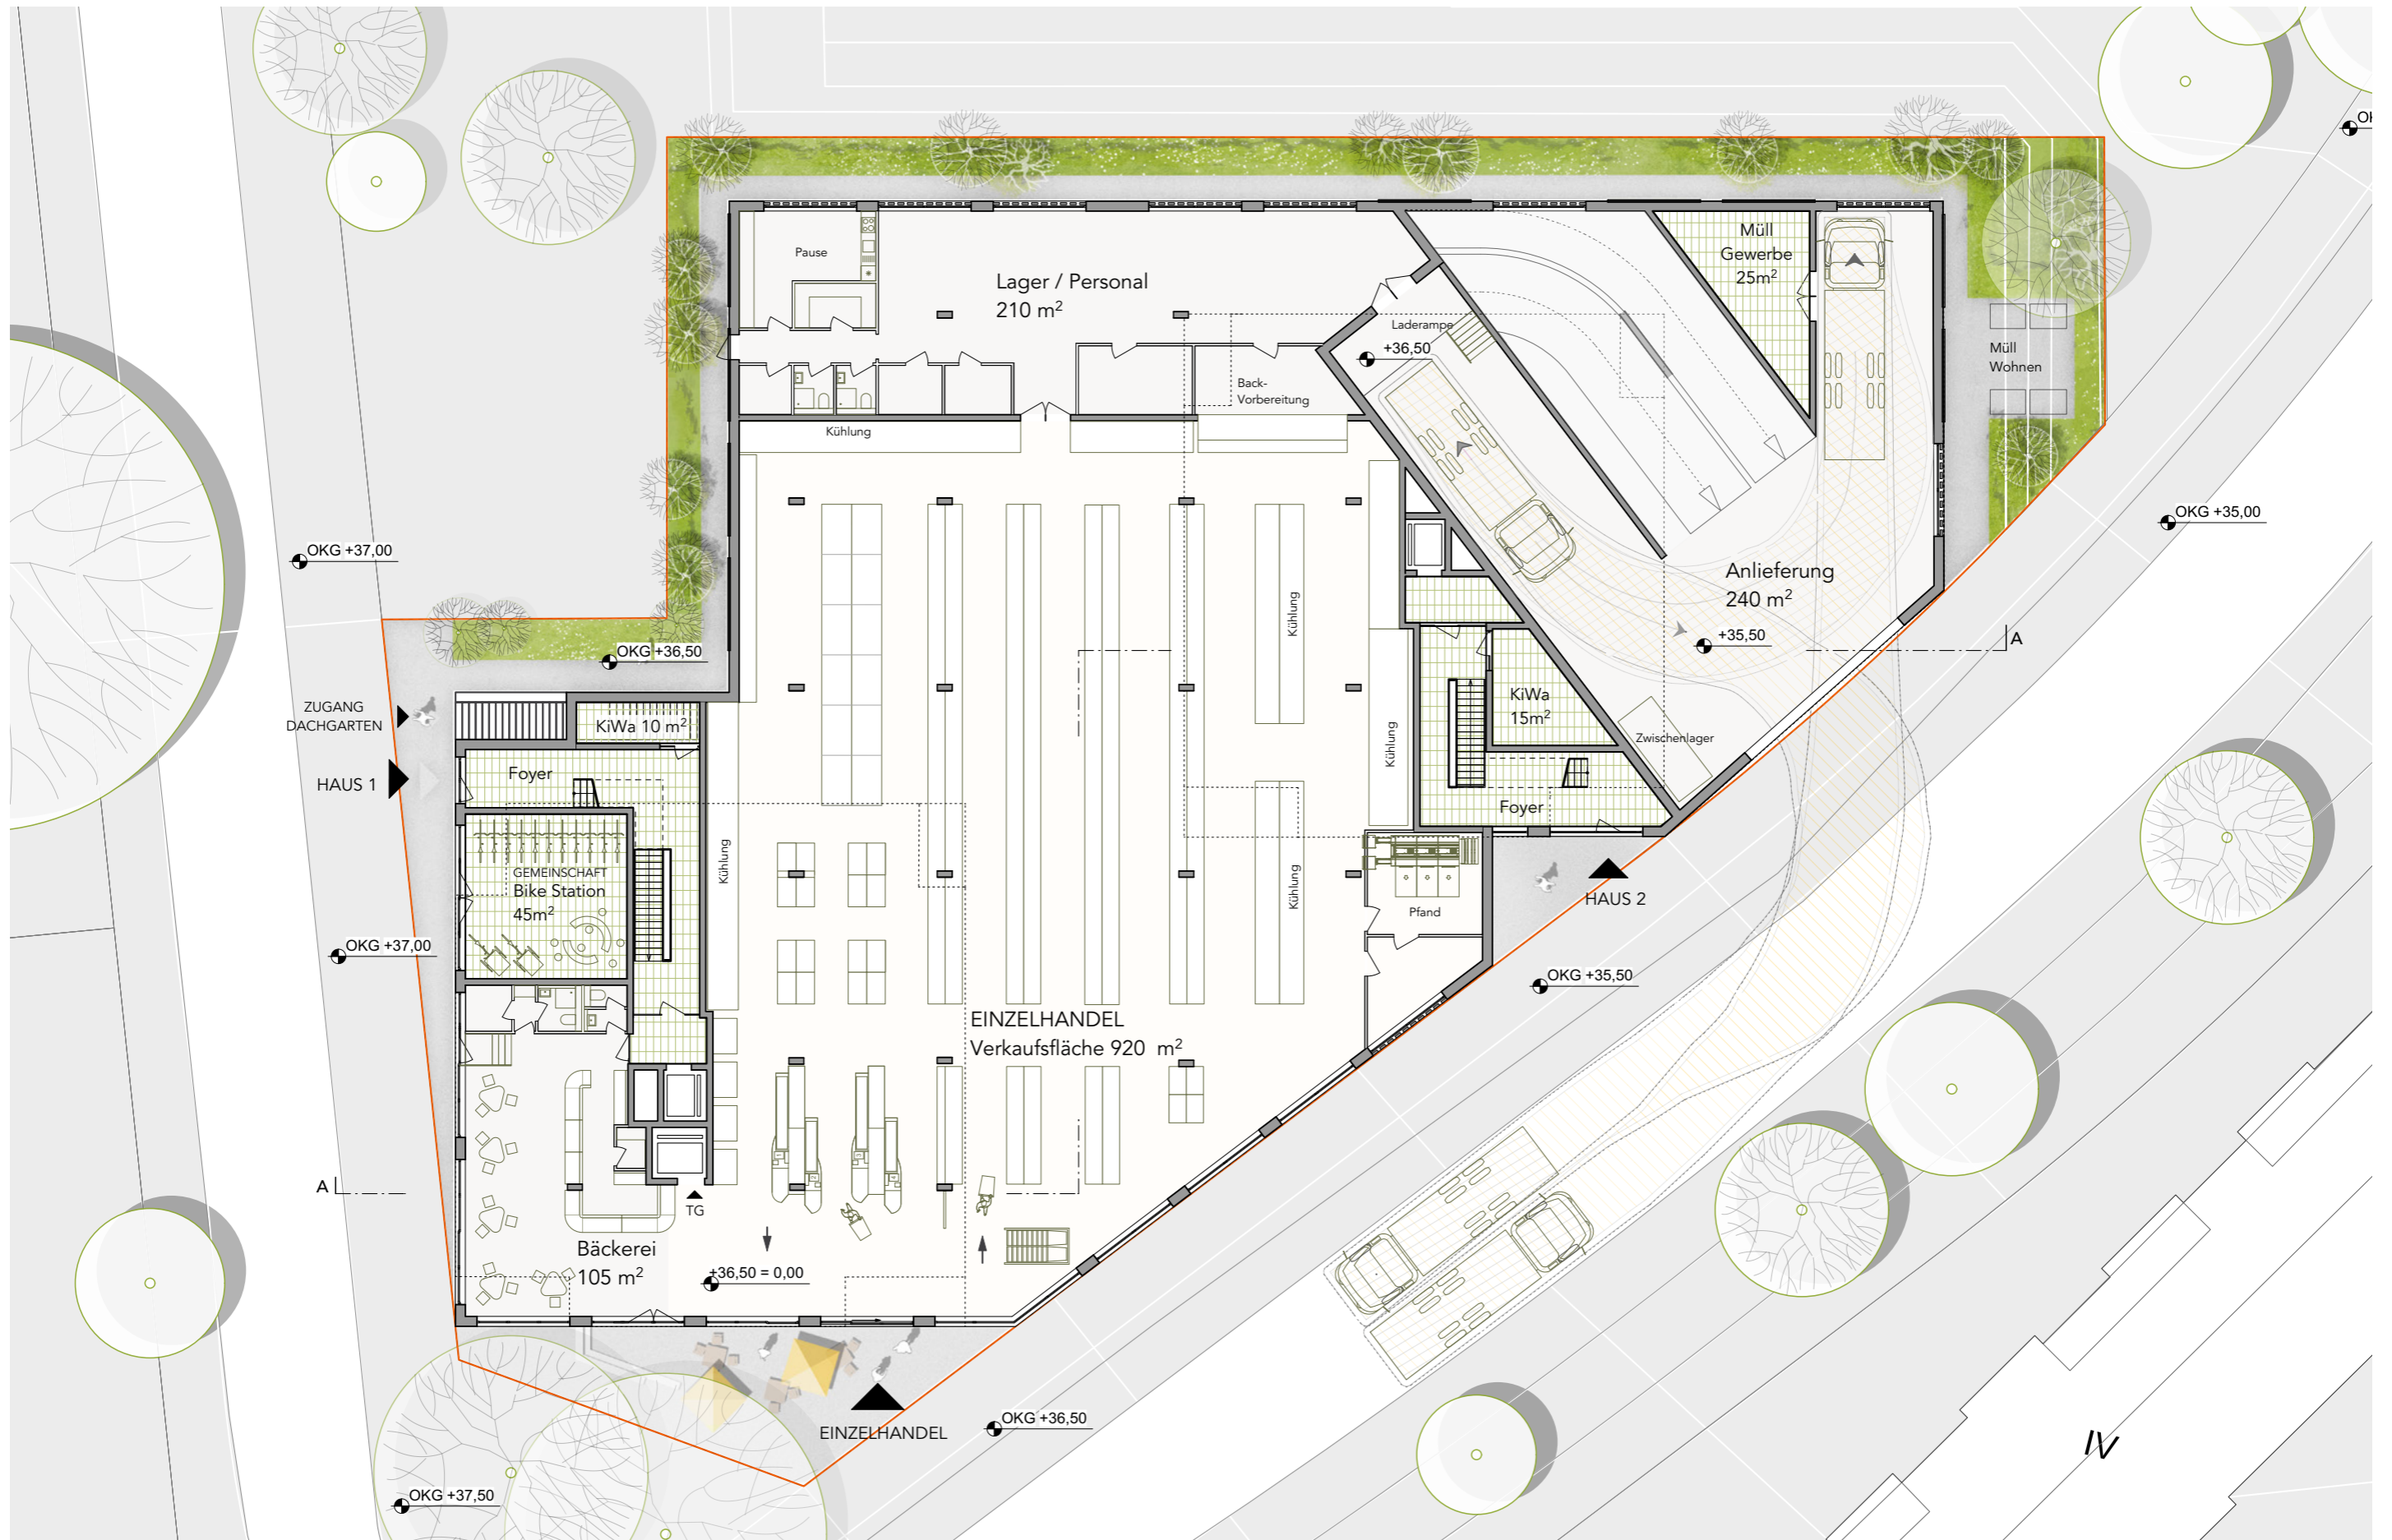 Pause
Lager / Personal
210 m²
Müll
Gewerbe
25m²
Laderampe
+36,50
Müll
Wohnen
Back-
Vorbereitung
Kühlung
OKG +37,00
OKG +35,00
Anlieferung
240 m²
+35,50
A
Kühlung
OKG +36,50
ZUGANG
DACHGARTEN
KiWa 10 m²
KiWa
15m²
Zwischenlager
Kühlung
HAUS 1
Foyer
Foyer
Kühlung
Kühlung
GEMEINSCHAFT
Bike Station
45m²
Pfand
HAUS 2
OKG +37,00
OKG +35,50
EINZELHANDEL
Verkaufsfläche 920 m²
A
TG
Bäckerei
105 m²
+36,50 = 0,00
EINZELHANDEL
OKG +36,50
OKG +37,50
IV